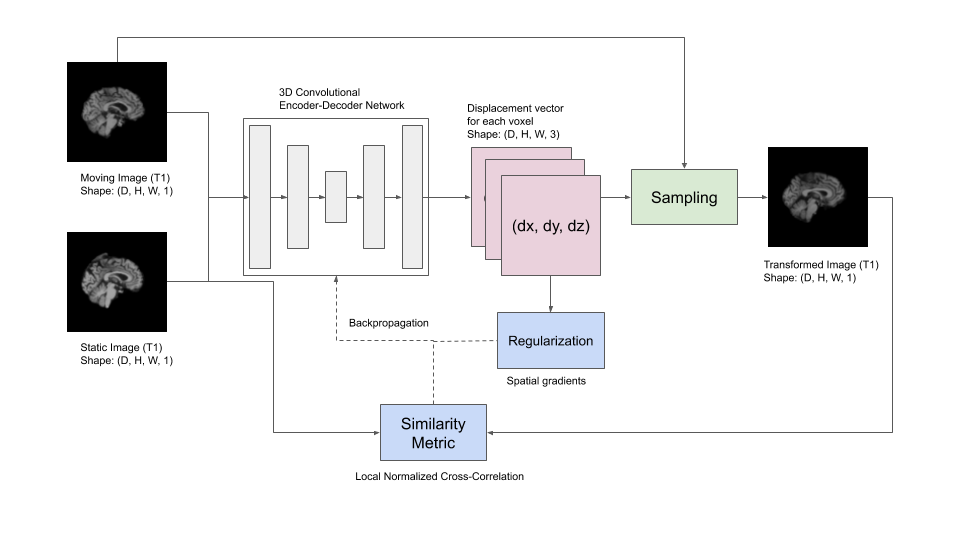 3D Convolutional
Encoder-Decoder Network
Displacement vector
for each voxel
Shape: (D, H, W, 3)
Moving Image (T1)
Shape: (D, H, W, 1)
(dx, dy, dz)
Sampling
Transformed Image (T1)
Shape: (D, H, W, 1)
Static Image (T1)
Shape: (D, H, W, 1)
Backpropagation
Regularization
Spatial gradients
Similarity
Metric
Local Normalized Cross-Correlation